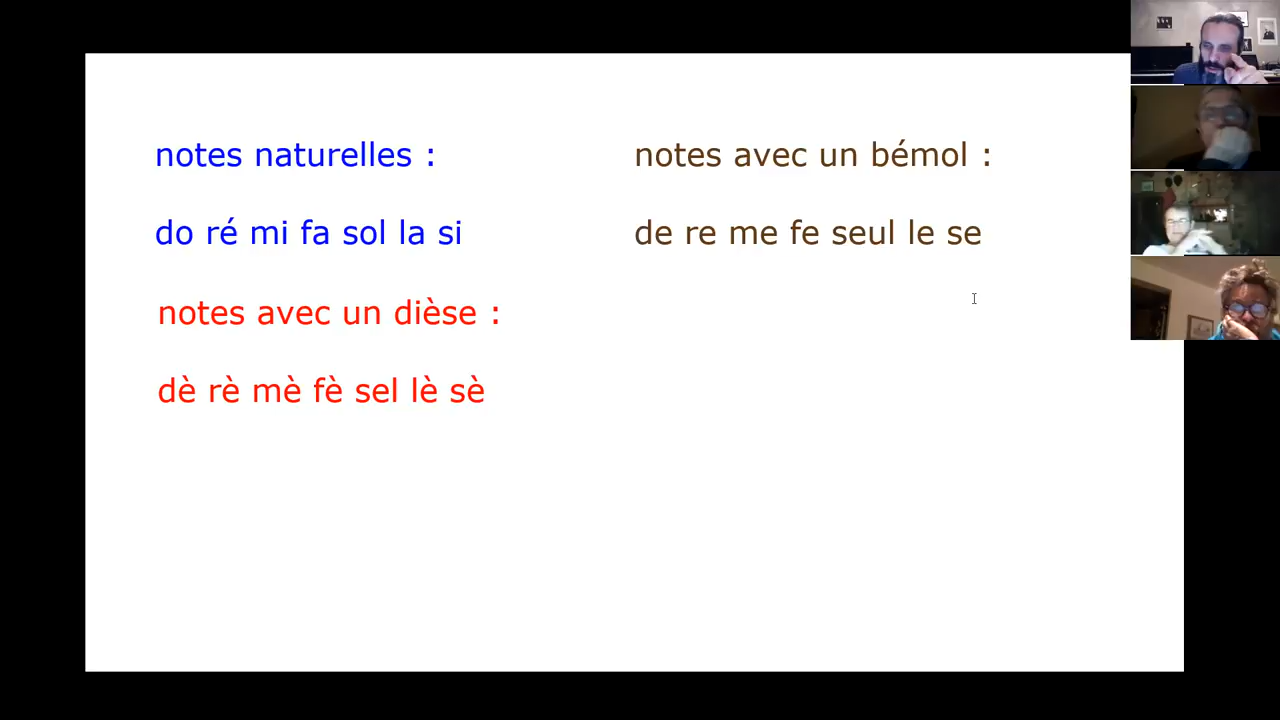 notes naturelles :
do ré mi fa sol la si
notes avec un dièse :
dè rè mè fè sel lè sè
notes avec un bémol :
de re me fe seul le se